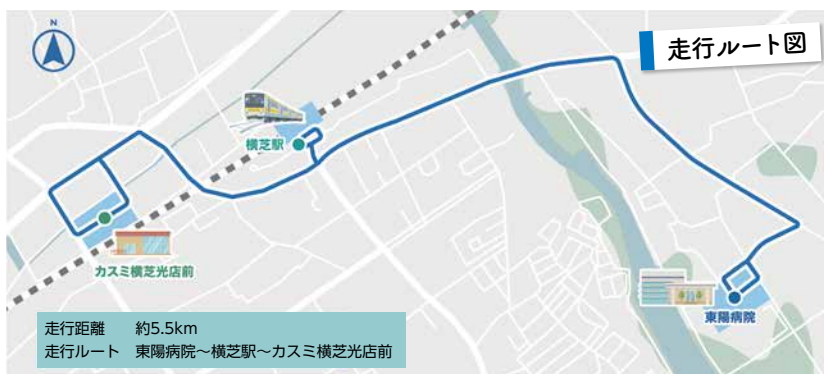 N
走行ルート図
横芝駅
カスミ横芝光店前
東陽病院
走行距離 約5.5km
走行ルート 東陽病院～横芝駅～カスミ横芝光店前